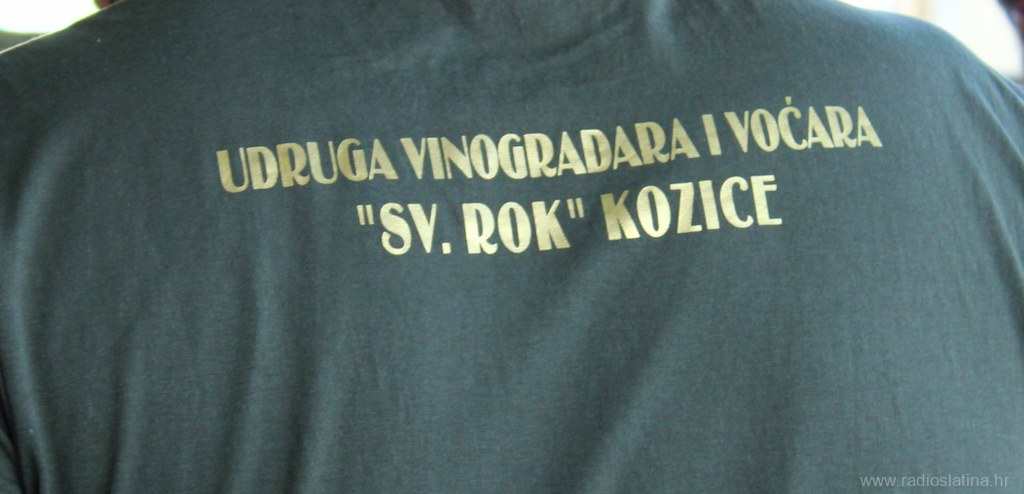 UDRUGA VINOGRADARA I VOĆARA
"SV. ROK" KOZICE
www.radioslatina.hr